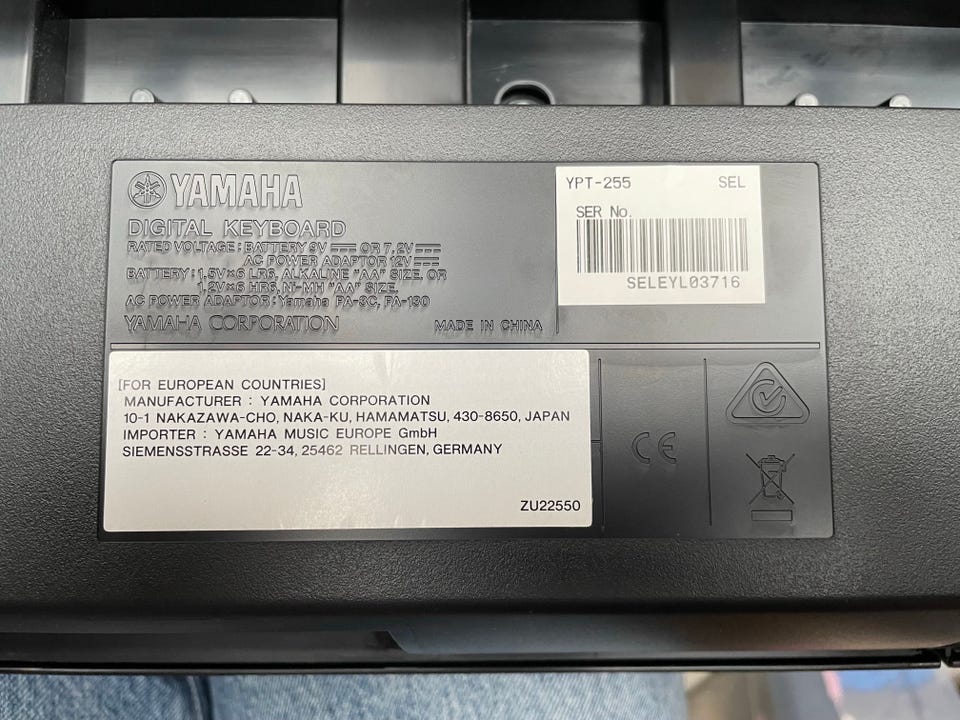 YAMAHA
DIGITAL KEYBOARD
RATED VOLTAGE: BATTERY 9V ⎓ OR 7.2V ⎓
AC POWER ADAPTOR 12V ⎓
BATTERY: 1.5V×6 LR6, ALKALINE "AA" SIZE, OR
1.2V×6 HR6, Ni-MH "AA" SIZE.
AC POWER ADAPTOR: Yamaha PA-3C, PA-130
YAMAHA CORPORATION MADE IN CHINA
YPT-255 SEL
SER No.
SELEYL03716
[FOR EUROPEAN COUNTRIES]
MANUFACTURER : YAMAHA CORPORATION
10-1 NAKAZAWA-CHO, NAKA-KU, HAMAMATSU, 430-8650, JAPAN
IMPORTER : YAMAHA MUSIC EUROPE GmbH
SIEMENSSTRASSE 22-34, 25462 RELLINGEN, GERMANY
ZU22550
CE